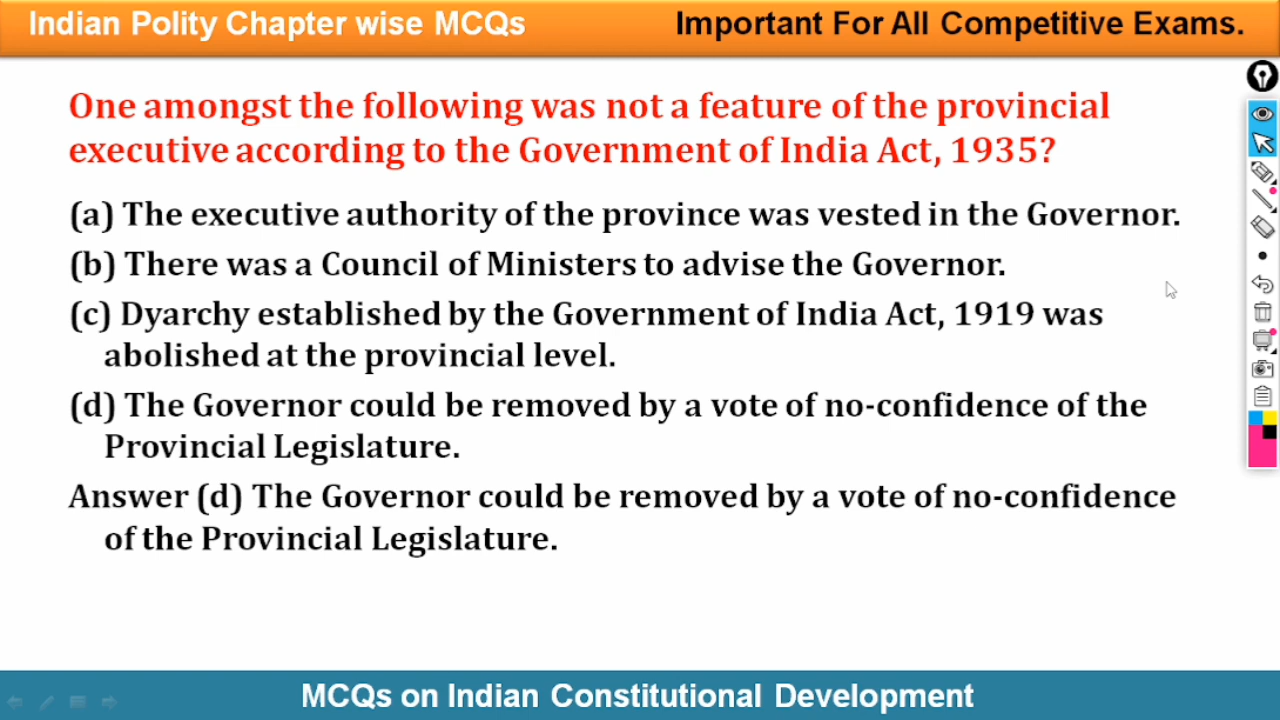 Indian Polity Chapter wise MCQs
Important For All Competitive Exams.
One amongst the following was not a feature of the provincial
executive according to the Government of India Act, 1935?
(a) The executive authority of the province was vested in the Governor.
(b) There was a Council of Ministers to advise the Governor.
(c) Dyarchy established by the Government of India Act, 1919 was
abolished at the provincial level.
(d) The Governor could be removed by a vote of no-confidence of the
Provincial Legislature.
Answer (d) The Governor could be removed by a vote of no-confidence
of the Provincial Legislature.
MCQs on Indian Constitutional Development